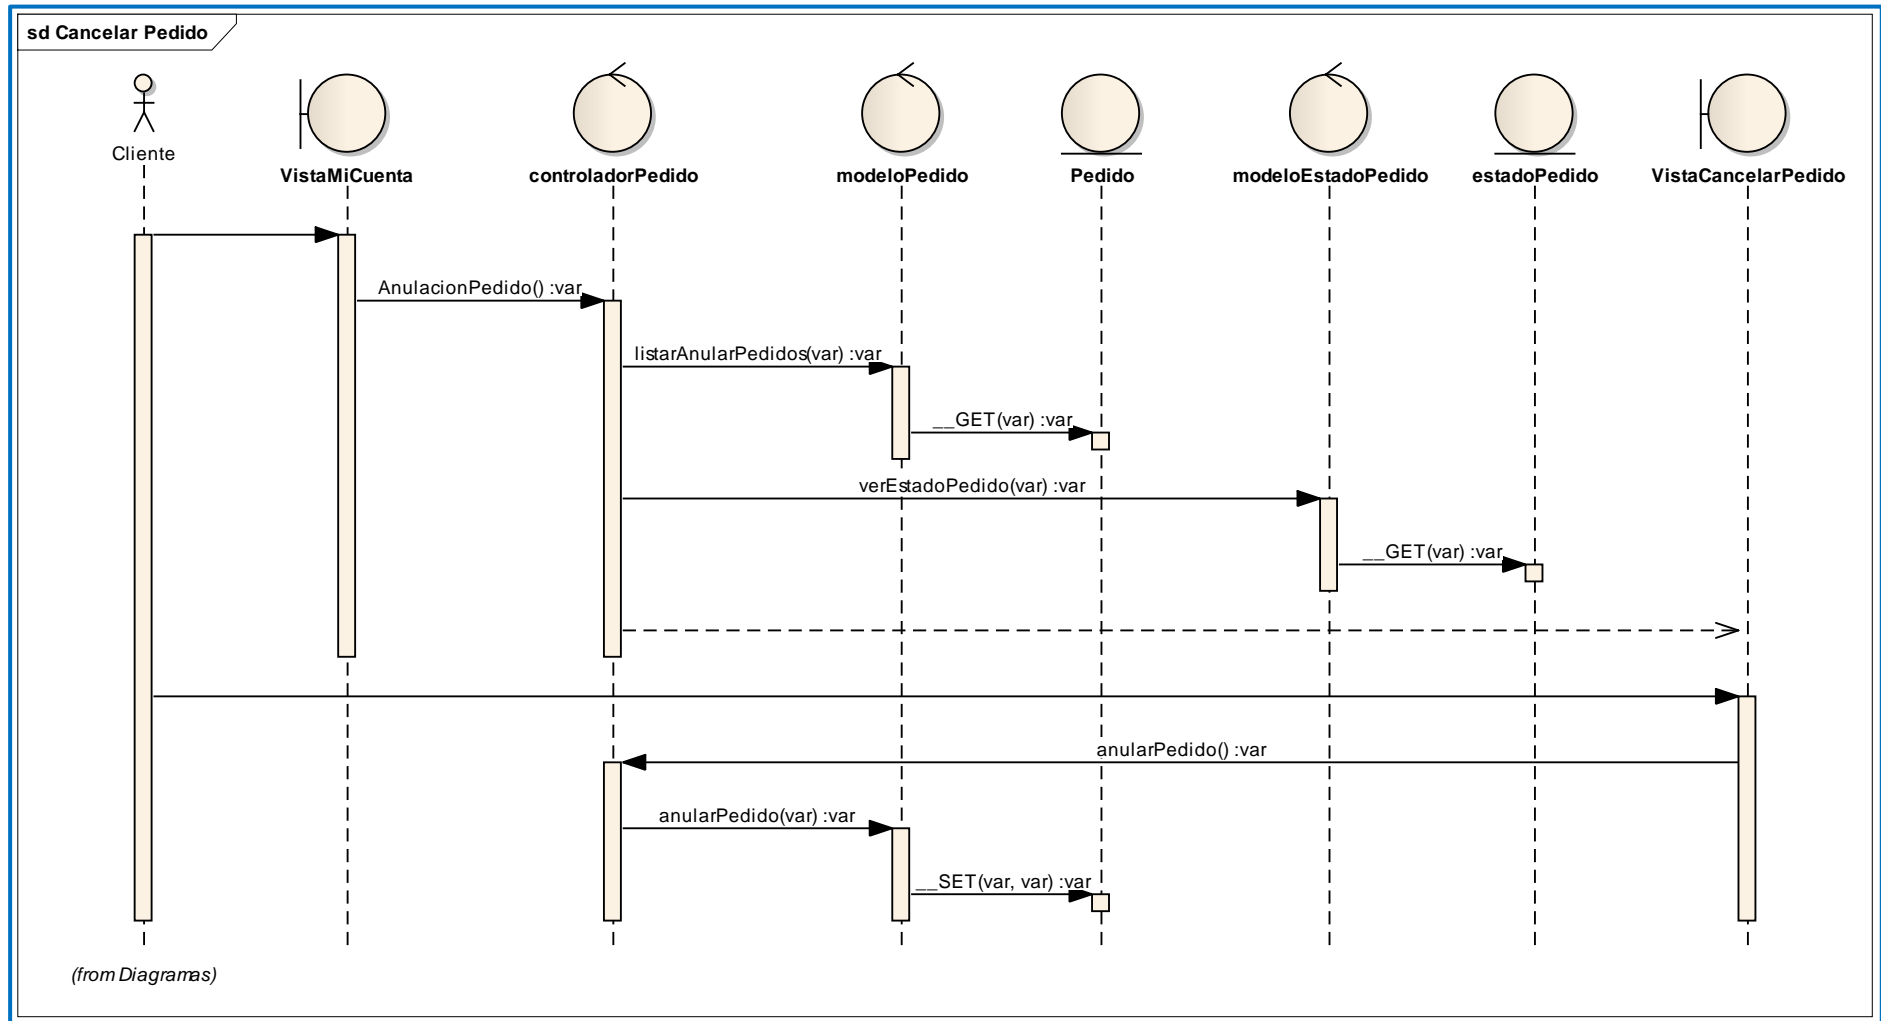 sd Cancelar Pedido
Cliente
VistaMiCuenta
controladorPedido
modeloPedido
Pedido
modeloEstadoPedido
estadoPedido
VistaCancelarPedido
AnulacionPedido() :var
listarAnularPedidos(var) :var
__GET(var) :var
verEstadoPedido(var) :var
__GET(var) :var
anularPedido() :var
anularPedido(var) :var
__SET(var, var) :var
(from Diagramas)